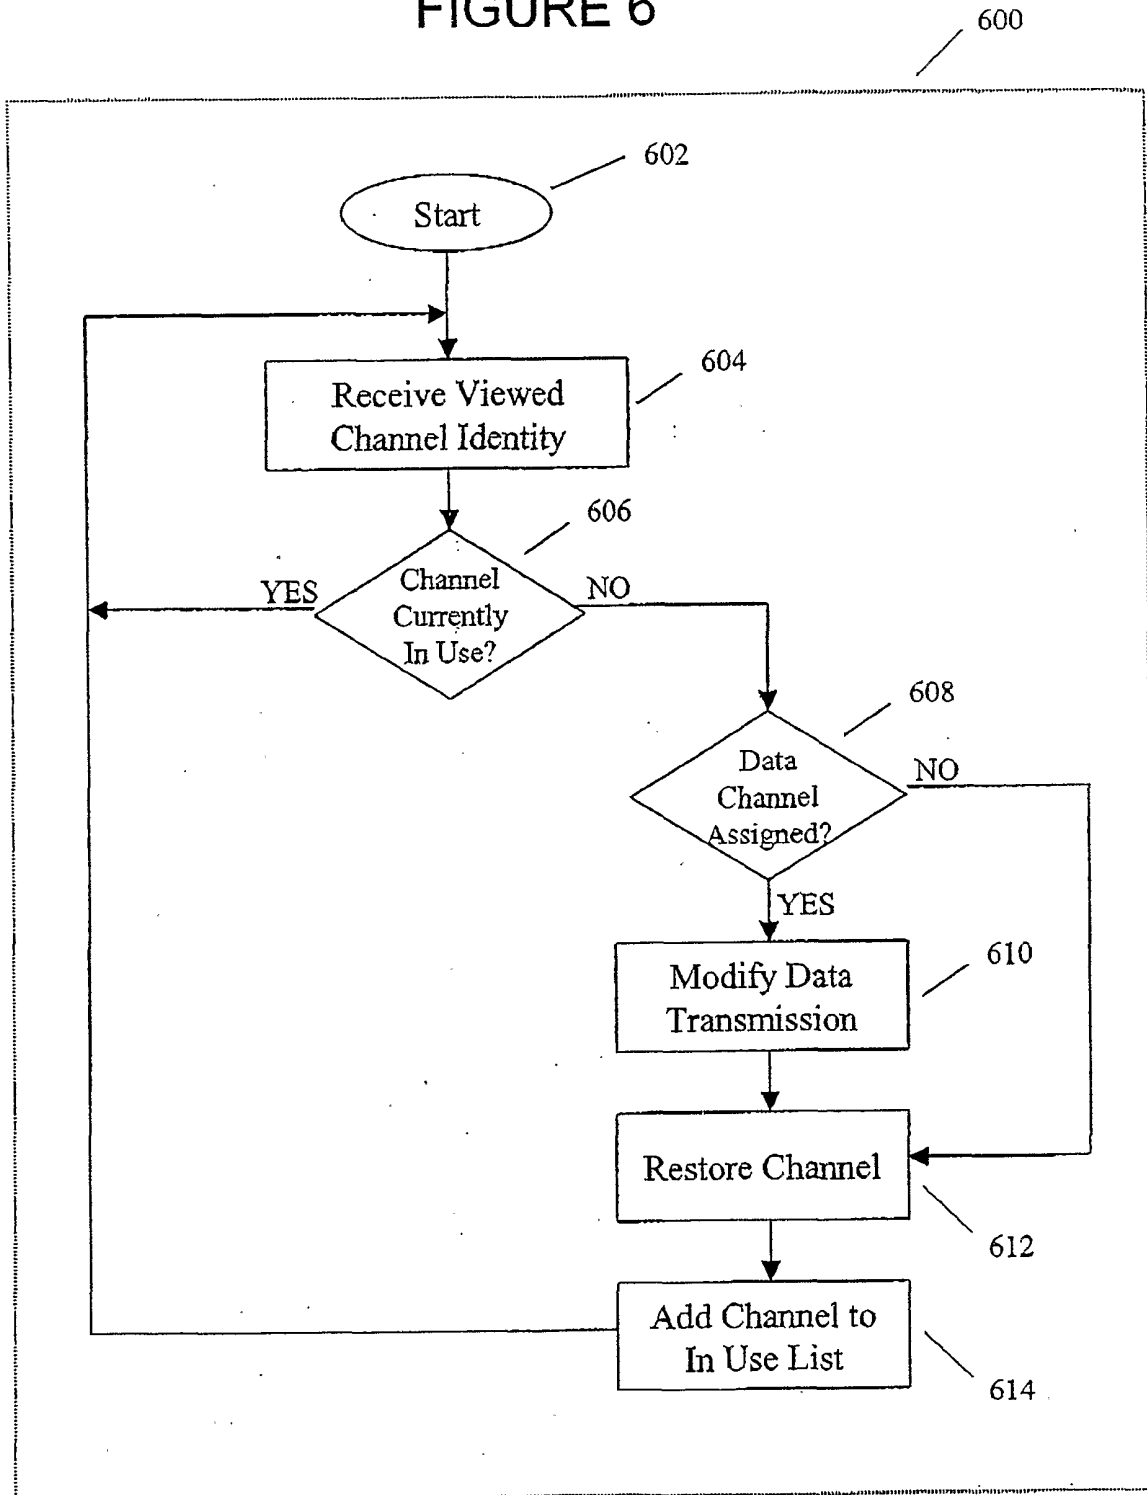 FIGURE 6
600
602
Start
604
Receive Viewed
Channel Identity
606
YES
Channel
Currently
In Use?
NO
608
Data
Channel
Assigned?
NO
YES
610
Modify Data
Transmission
Restore Channel
612
Add Channel to
In Use List
614